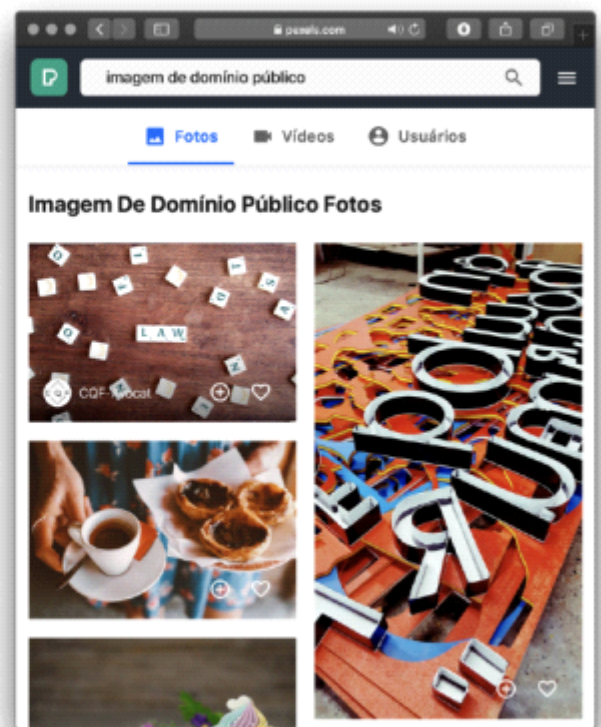 pexels.com
imagem de domínio público
Fotos
Vídeos
Usuários
Imagem De Domínio Público Fotos
LAW